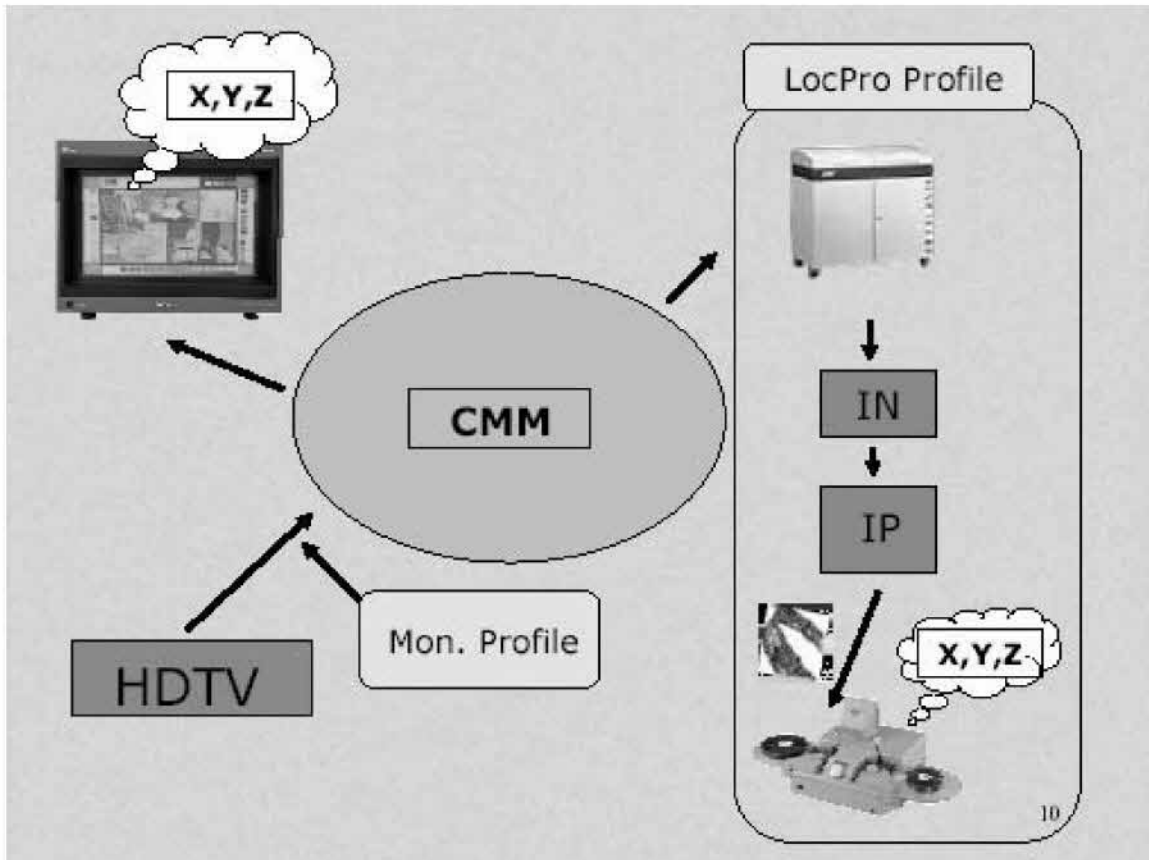 X,Y,Z
LocPro Profile
CMM
IN
IP
X,Y,Z
Mon. Profile
HDTV
10